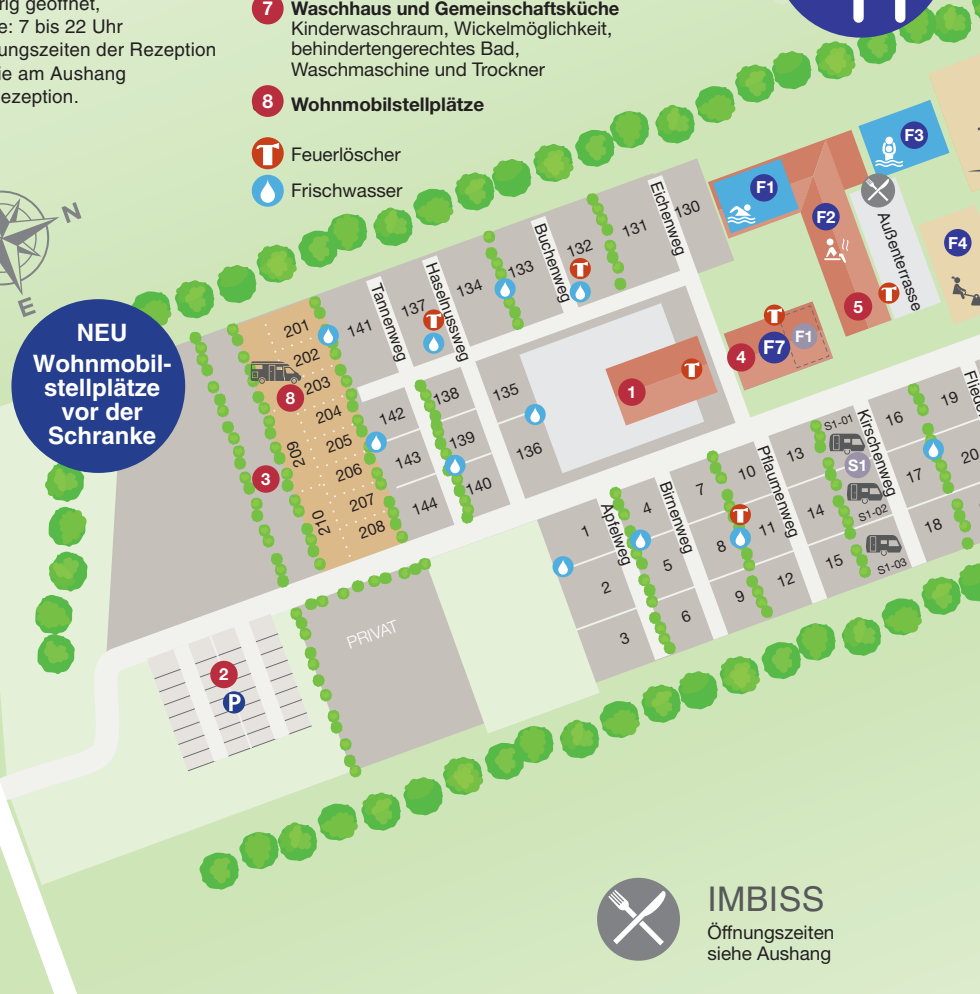 rig geöffnet,
e: 7 bis 22 Uhr
ungszeiten der Rezeption
ie am Aushang
ezeption.
7 Waschhaus und Gemeinschaftsküche
Kinderwaschraum, Wickelmöglichkeit,
behindertengerechtes Bad,
Waschmaschine und Trockner
8 Wohnmobilstellplätze
Feuerlöscher
Frischwasser
N
E
NEU
Wohnmobil-
stellplätze
vor der
Schranke
F3
F1
F2
F4
Außenterrasse
5
4
F7
F1
Eichenweg
130
131
132
Buchenweg
133
134
Haselnussweg
137
Tannenweg
141
201
202
203
204
205
206
207
208
209
210
8
3
142
143
144
138
139
140
135
136
1
1
2
3
Apfelweg
4
5
6
Birnenweg
7
8
9
10
11
12
Pflaumenweg
13
14
15
S1-01
S1
S1-02
S1-03
Kirschenweg
16
17
18
19
20
Flied
2
P
PRIVAT
IMBISS
Öffnungszeiten
siehe Aushang